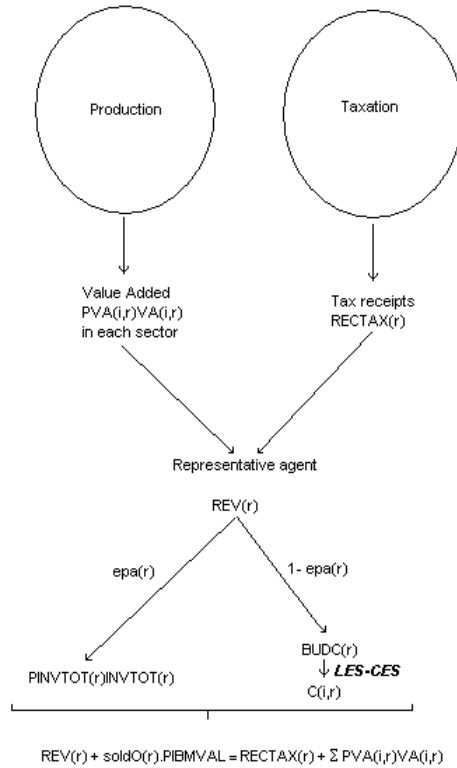 Production
Taxation
Value Added
PVA(i,r)VA(i,r)
in each sector
Tax receipts
RECTAX(r)
Representative agent
REV(r)
epa(r)
1- epa(r)
BUDC(r)
LES-CES
PINVTOT(r)INVTOT(r)
C(i,r)
REV(r) + soldO(r).PIBMVAL = RECTAX(r) + Σ PVA(i,r)VA(i,r)